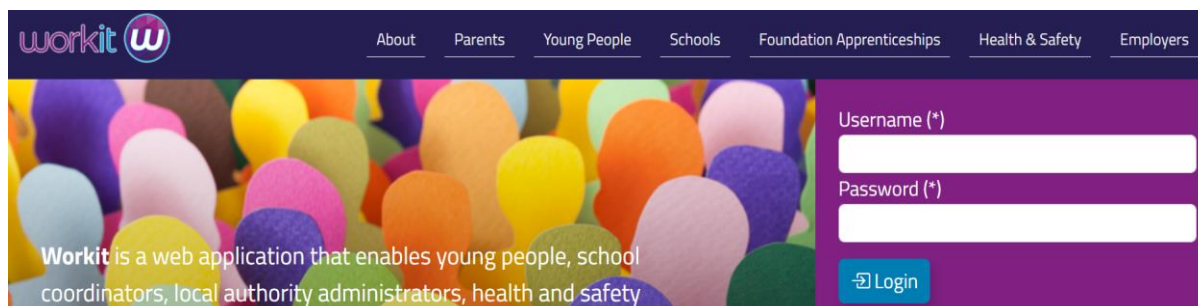 workit w
About Parents Young People Schools Foundation Apprenticeships Health & Safety Employers
Username (*)
Password (*)
Login
Workit is a web application that enables young people, school
coordinators, local authority administrators, health and safety